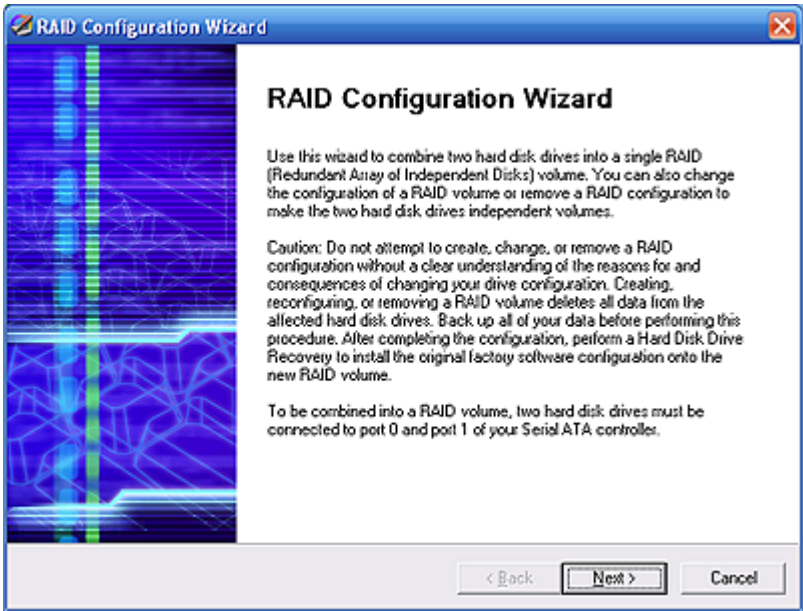 RAID Configuration Wizard
RAID Configuration Wizard
Use this wizard to combine two hard disk drives into a single RAID
(Redundant Array of Independent Disks) volume. You can also change
the configuration of a RAID volume or remove a RAID configuration to
make the two hard disk drives independent volumes.
Caution: Do not attempt to create, change, or remove a RAID
configuration without a clear understanding of the reasons for and
consequences of changing your drive configuration. Creating,
reconfiguring, or removing a RAID volume deletes all data from the
affected hard disk drives. Back up all of your data before performing this
procedure. After completing the configuration, perform a Hard Disk Drive
Recovery to install the original factory software configuration onto the
new RAID volume.
To be combined into a RAID volume, two hard disk drives must be
connected to port 0 and port 1 of your Serial ATA controller.
< Back
Next >
Cancel